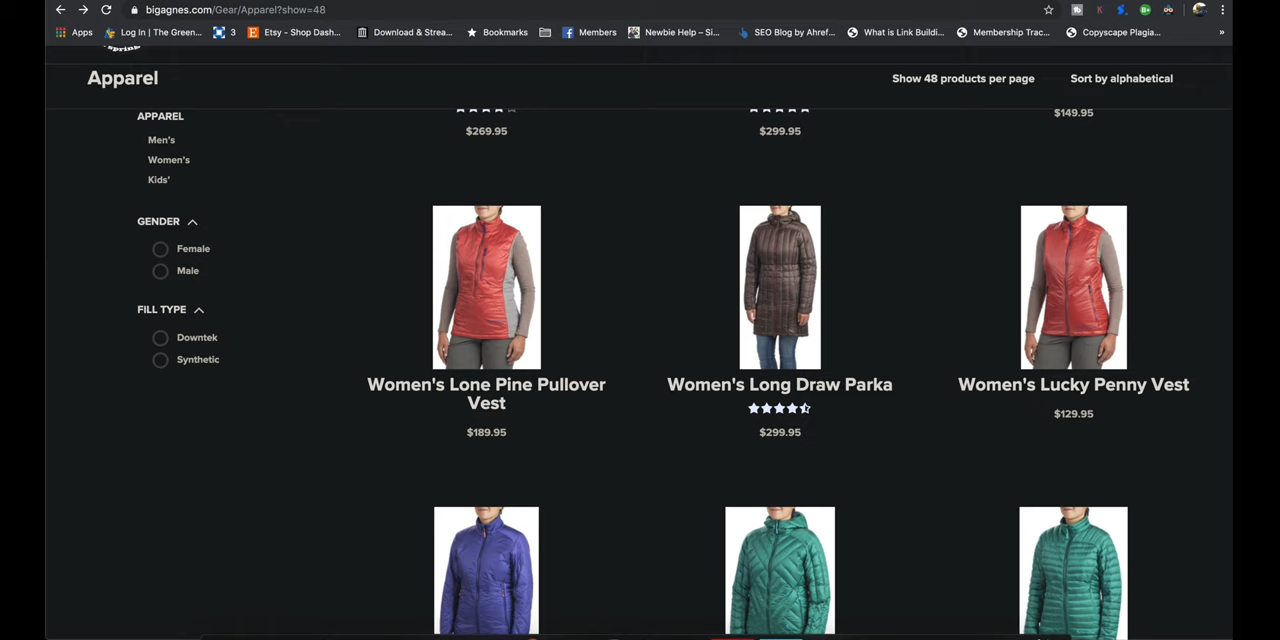 bigagnes.com/Gear/Apparel?show=48
Apps
Log In | The Green...
3
Etsy - Shop Dash...
Download & Strea...
Bookmarks
Members
Newbie Help – Si...
SEO Blog by Ahref...
What is Link Buildi...
Membership Trac...
Copyscape Plagia...
»
Spring
Apparel
Show 48 products per page
Sort by alphabetical
APPAREL
Men's
Women's
Kids'
GENDER
Female
Male
FILL TYPE
Downtek
Synthetic
$269.95
$299.95
$149.95
Women's Lone Pine Pullover
Vest
$189.95
Women's Long Draw Parka
$299.95
Women's Lucky Penny Vest
$129.95